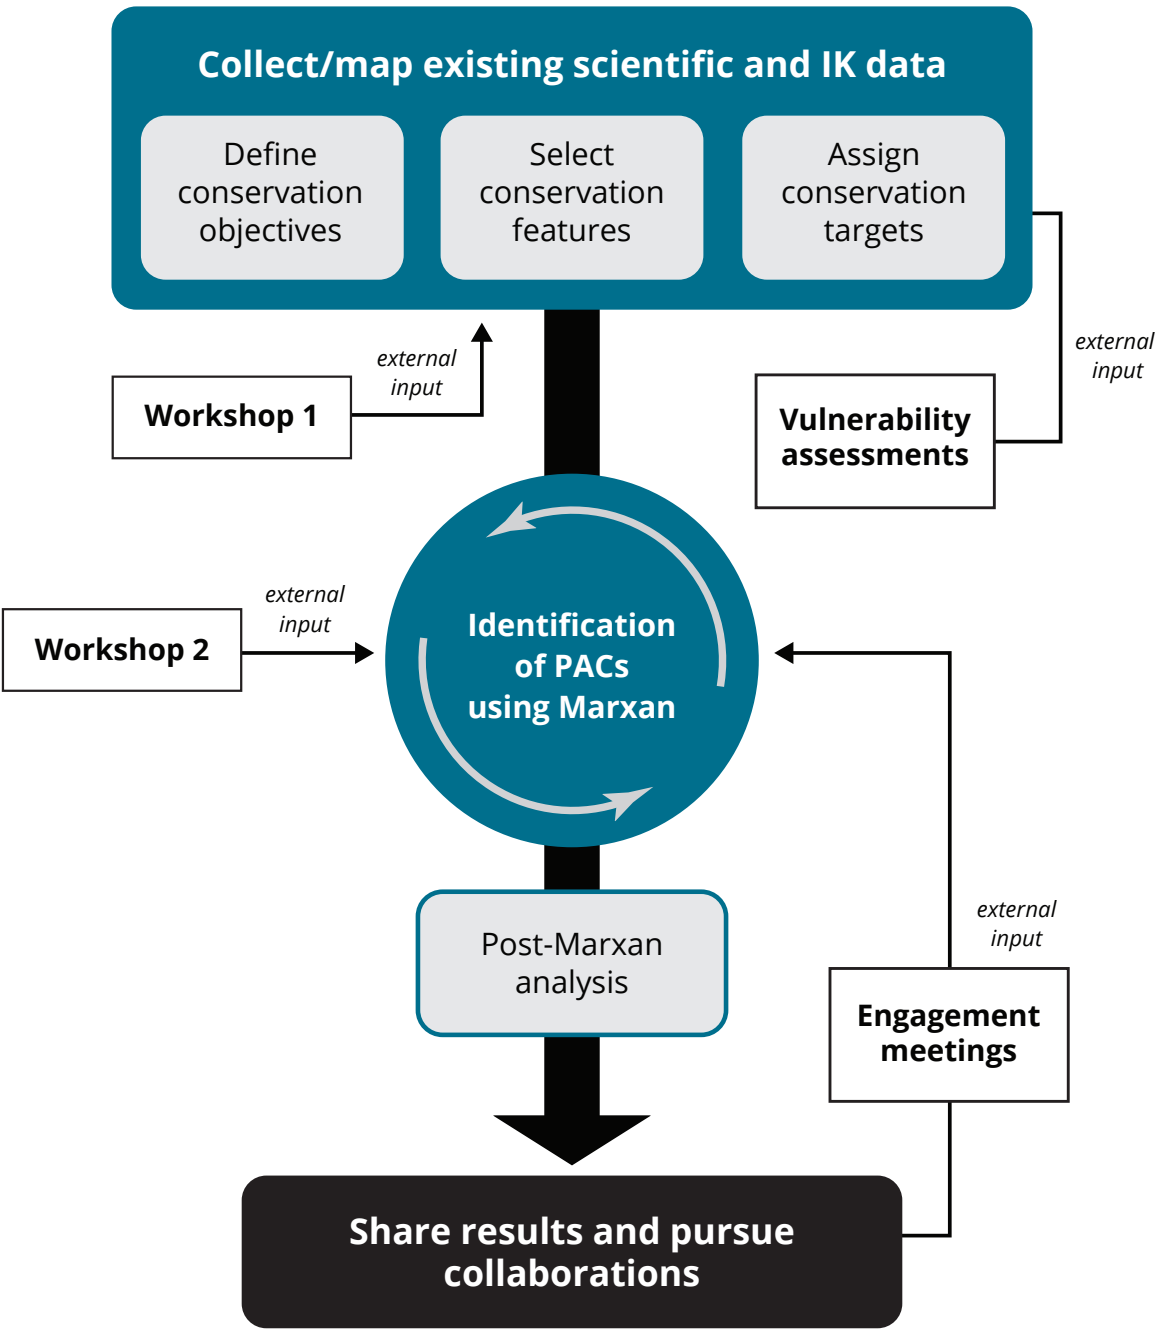 Collect/map existing scientific and IK data
Define
conservation
objectives
Select
conservation
features
Assign
conservation
targets
external
input
Workshop 1
external
input
Vulnerability
assessments
external
input
Workshop 2
Identification
of PACs
using Marxan
Post-Marxan
analysis
external
input
Engagement
meetings
Share results and pursue
collaborations